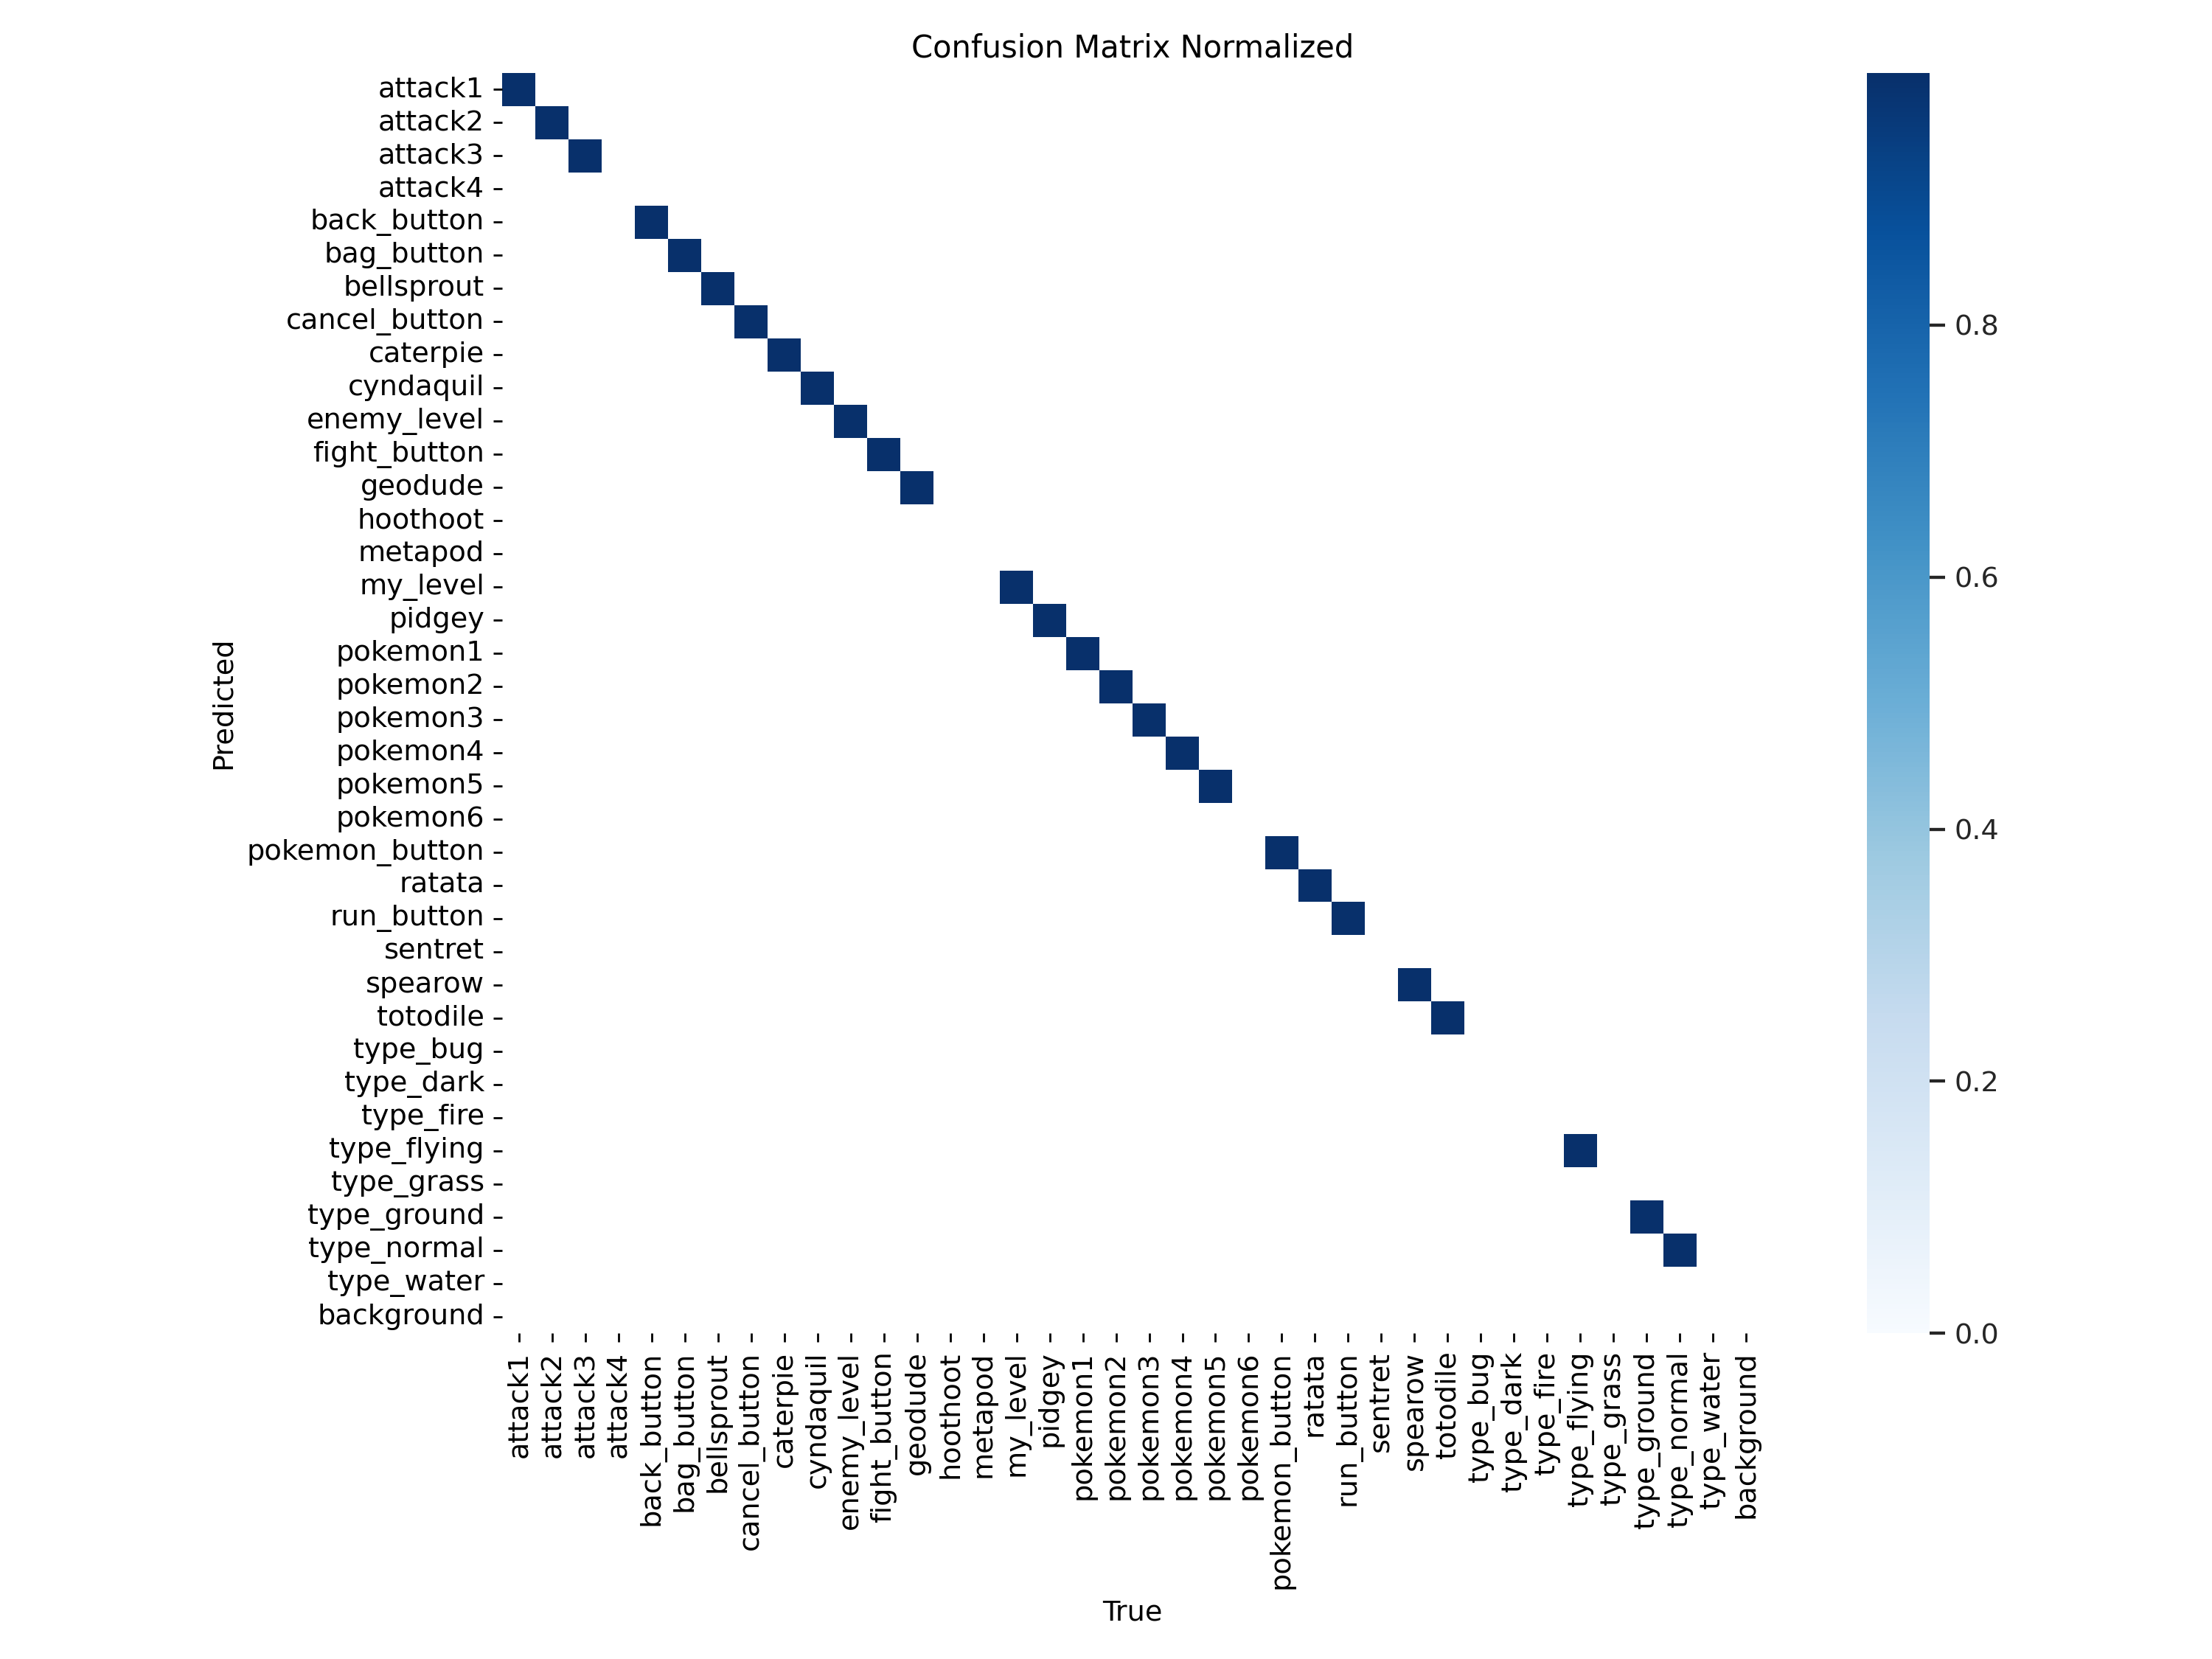 Confusion Matrix Normalized
attack1
attack2
attack3
attack4
back_button
bag_button
bellsprout
cancel_button
caterpie
cyndaquil
enemy_level
fight_button
geodude
hoothoot
metapod
my_level
pidgey
pokemon1
pokemon2
pokemon3
pokemon4
pokemon5
pokemon6
pokemon_button
ratata
run_button
sentret
spearow
totodile
type_bug
type_dark
type_fire
type_flying
type_grass
type_ground
type_normal
type_water
background
Predicted
attack1
attack2
attack3
attack4
back_button
bag_button
bellsprout
cancel_button
caterpie
cyndaquil
enemy_level
fight_button
geodude
hoothoot
metapod
my_level
pidgey
pokemon1
pokemon2
pokemon3
pokemon4
pokemon5
pokemon6
pokemon_button
ratata
run_button
sentret
spearow
totodile
type_bug
type_dark
type_fire
type_flying
type_grass
type_ground
type_normal
type_water
background
True
0.8
0.6
0.4
0.2
0.0